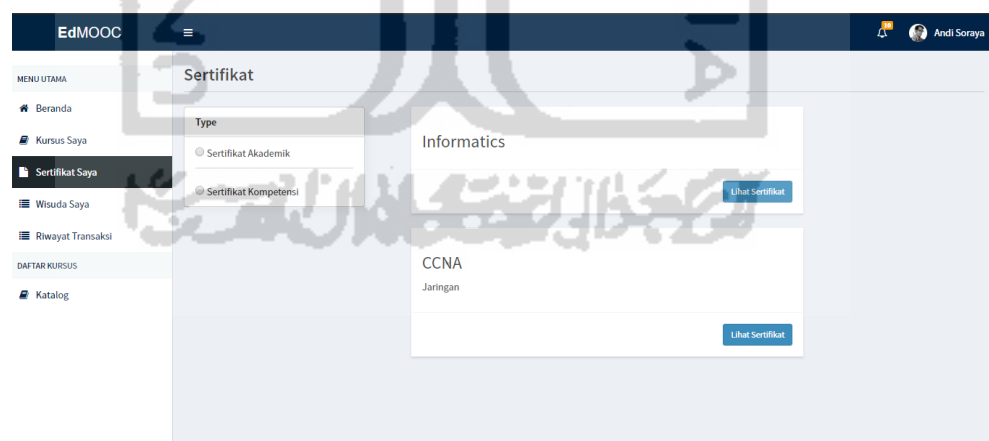 EdMOOC
10
Andi Soraya
MENU UTAMA
Beranda
Kursus Saya
Sertifikat Saya
Wisuda Saya
Riwayat Transaksi
DAFTAR KURSUS
Katalog
Sertifikat
Type
Sertifikat Akademik
Sertifikat Kompetensi
Informatics
Lihat Sertifikat
CCNA
Jaringan
Lihat Sertifikat